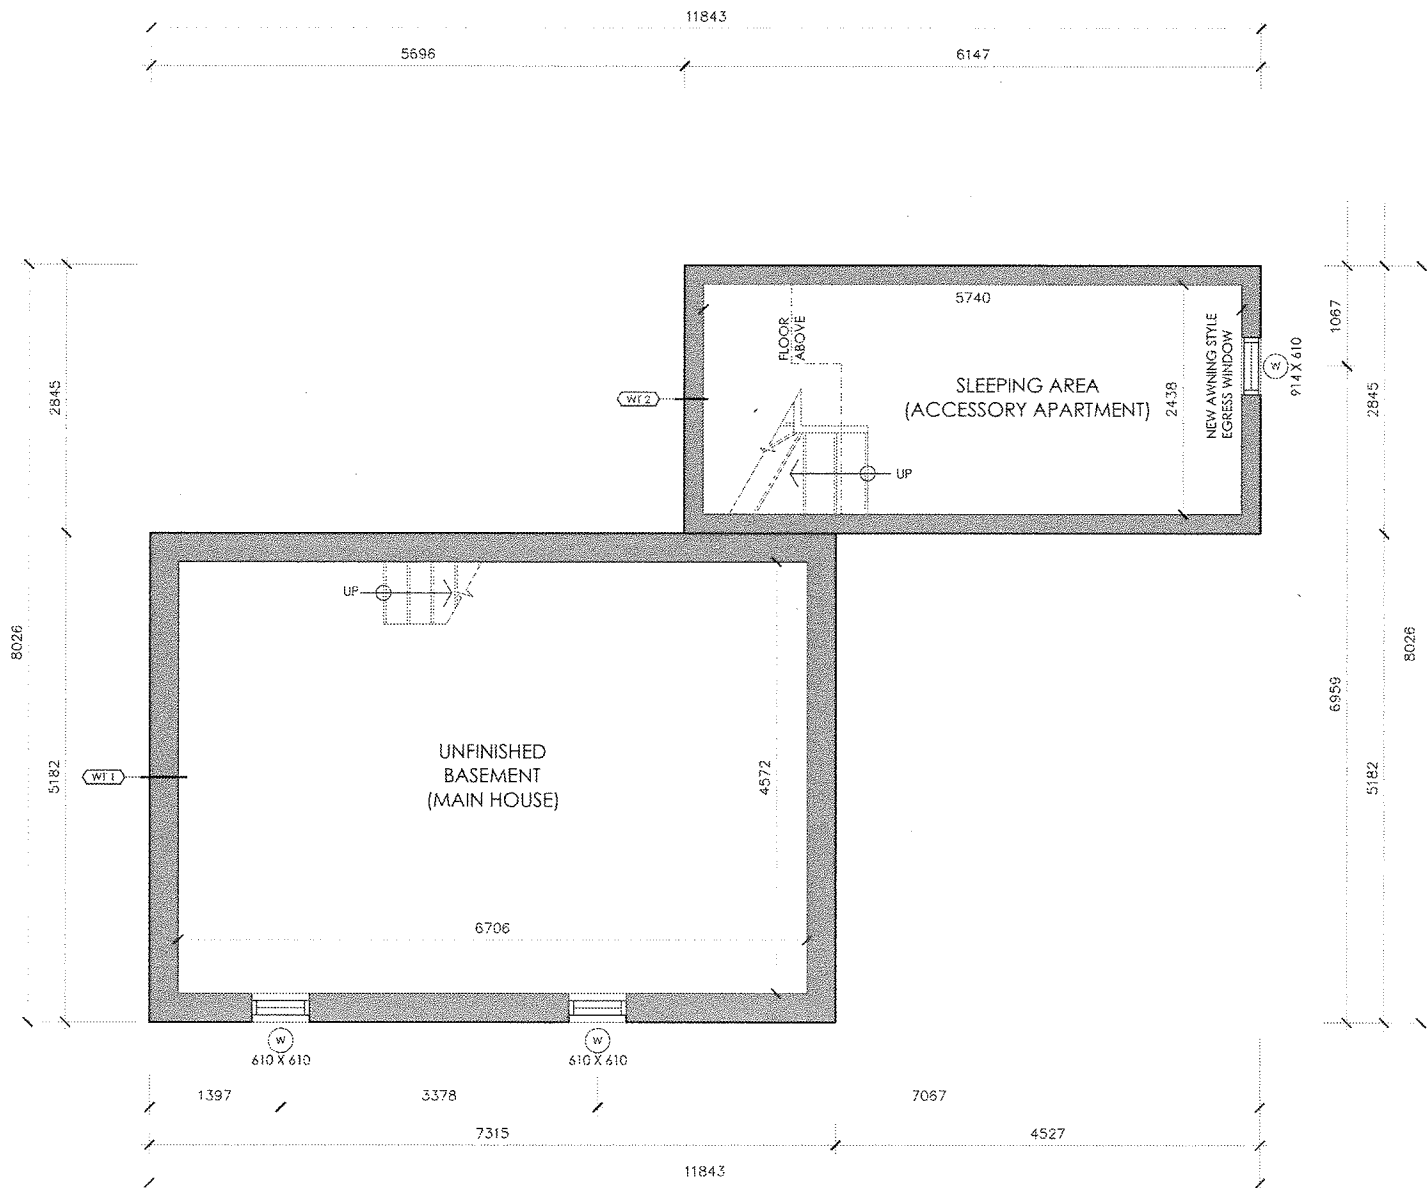 11843
5696
6147
5740
FLOOR
ABOVE
SLEEPING AREA
(ACCESSORY APARTMENT)
2438
NEW AWNING STYLE
EGRESS WINDOW
W
914 X 610
1067
2845
2845
WF2
UP
UP
8026
5182
WF1
UNFINISHED
BASEMENT
(MAIN HOUSE)
4572
6706
6959
5182
8026
W
610 X 610
W
610 X 610
1397
3378
7067
7315
4527
11843